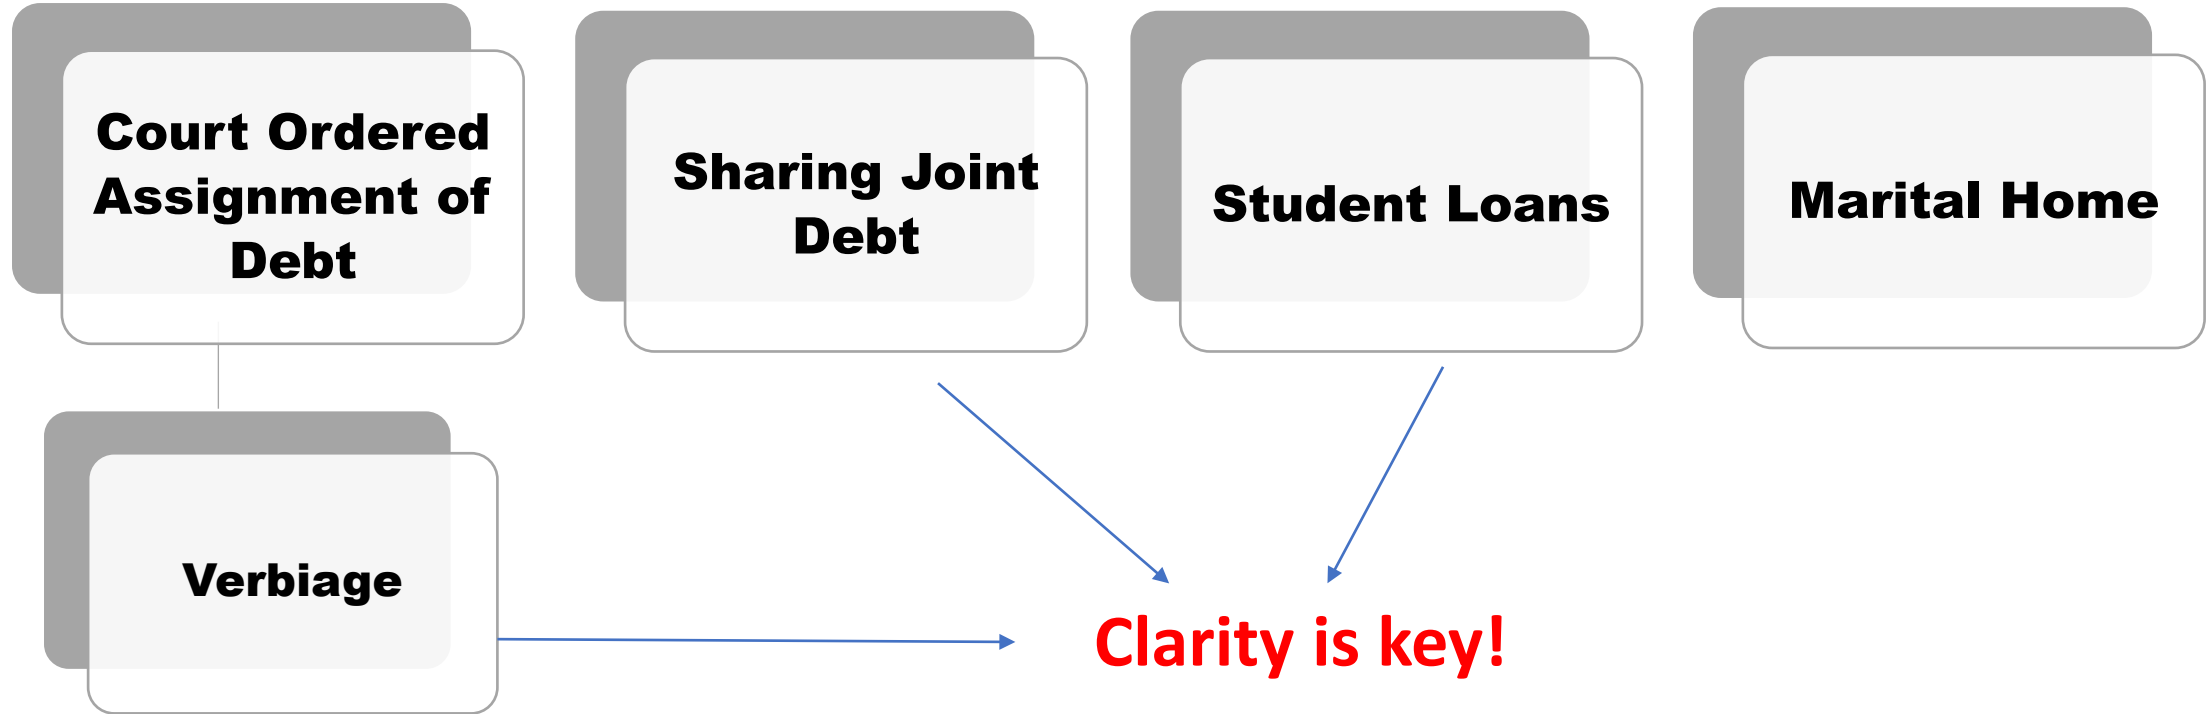 Court Ordered
Assignment of
Debt
Sharing Joint
Debt
Student Loans
Marital Home
Verbiage
Clarity is key!